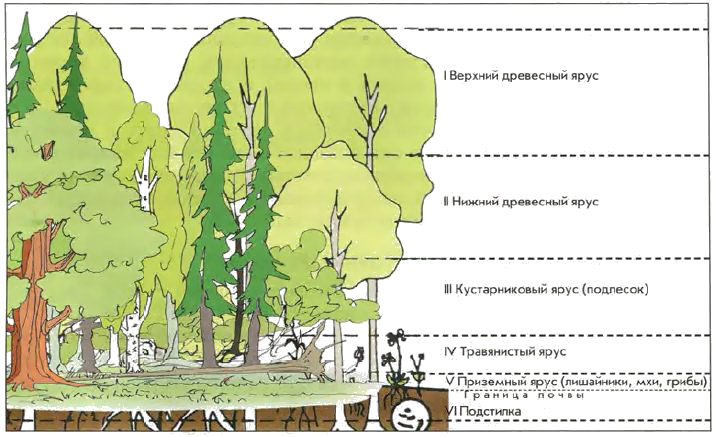 I Верхний древесный ярус
II Нижний древесный ярус
III Кустарниковый ярус (подлесок)
IV Травянистый ярус
V Приземный ярус (лишайники, мхи, грибы)
Граница почвы
VI Подстилка